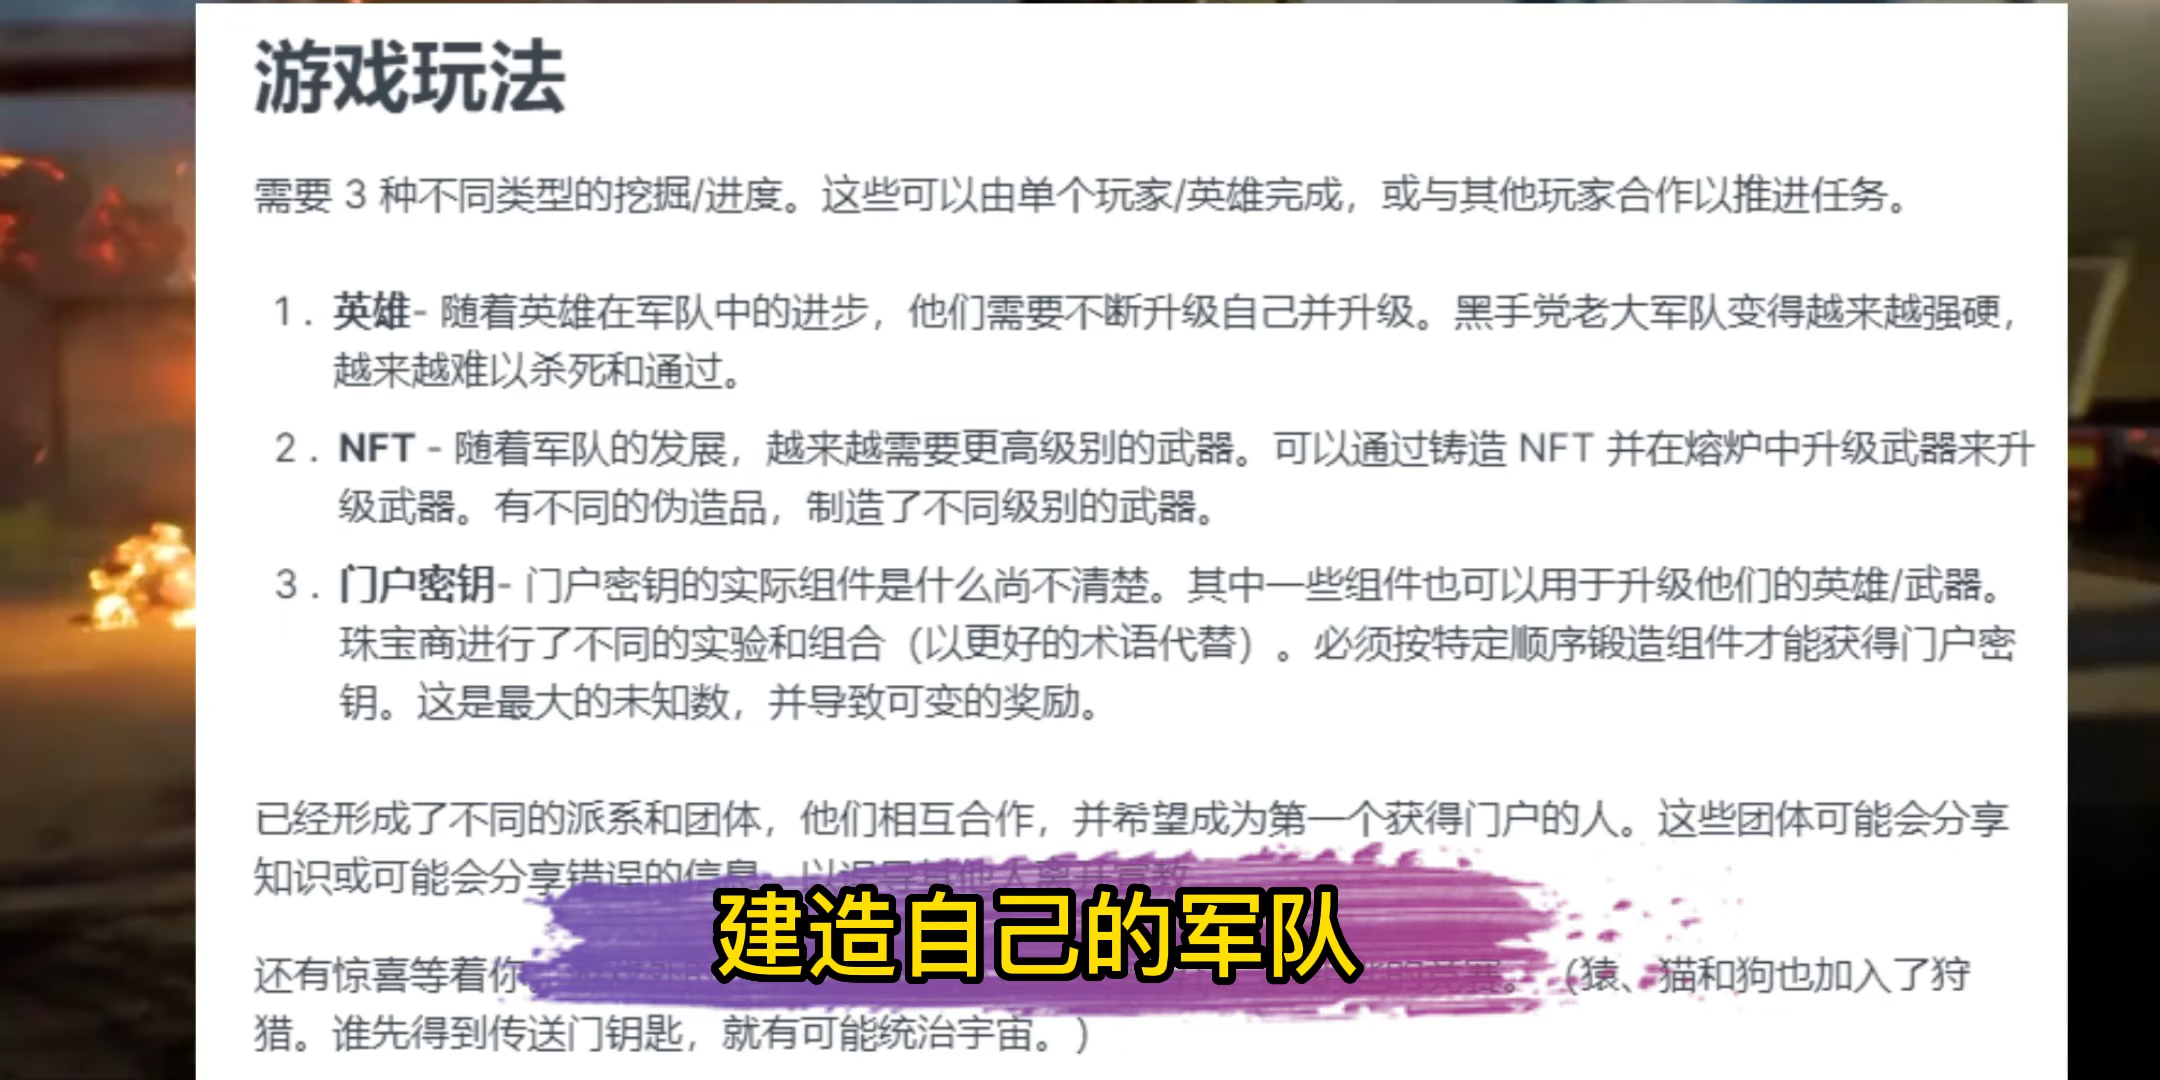 游戏玩法
需要 3 种不同类型的挖掘/进度。这些可以由单个玩家/英雄完成，或与其他玩家合作以推进任务。
1. 英雄- 随着英雄在军队中的进步，他们需要不断升级自己并升级。黑手党老大军队变得越来越强硬，
越来越难以杀死和通过。
2. NFT - 随着军队的发展，越来越需要更高级别的武器。可以通过铸造 NFT 并在熔炉中升级武器来升
级武器。有不同的伪造品，制造了不同级别的武器。
3. 门户密钥- 门户密钥的实际组件是什么尚不清楚。其中一些组件也可以用于升级他们的英雄/武器。
珠宝商进行了不同的实验和组合（以更好的术语代替）。必须按特定顺序锻造组件才能获得门户密
钥。这是最大的未知数，并导致可变的奖励。
已经形成了不同的派系和团体，他们相互合作，并希望成为第一个获得门户的人。这些团体可能会分享
知识或可能会分享错误的信息，以误导其他人离开
建造自己的军队
还有惊喜等着你 （猿、猫和狗也加入了狩
猎。谁先得到传送门钥匙，就有可能统治宇宙。）